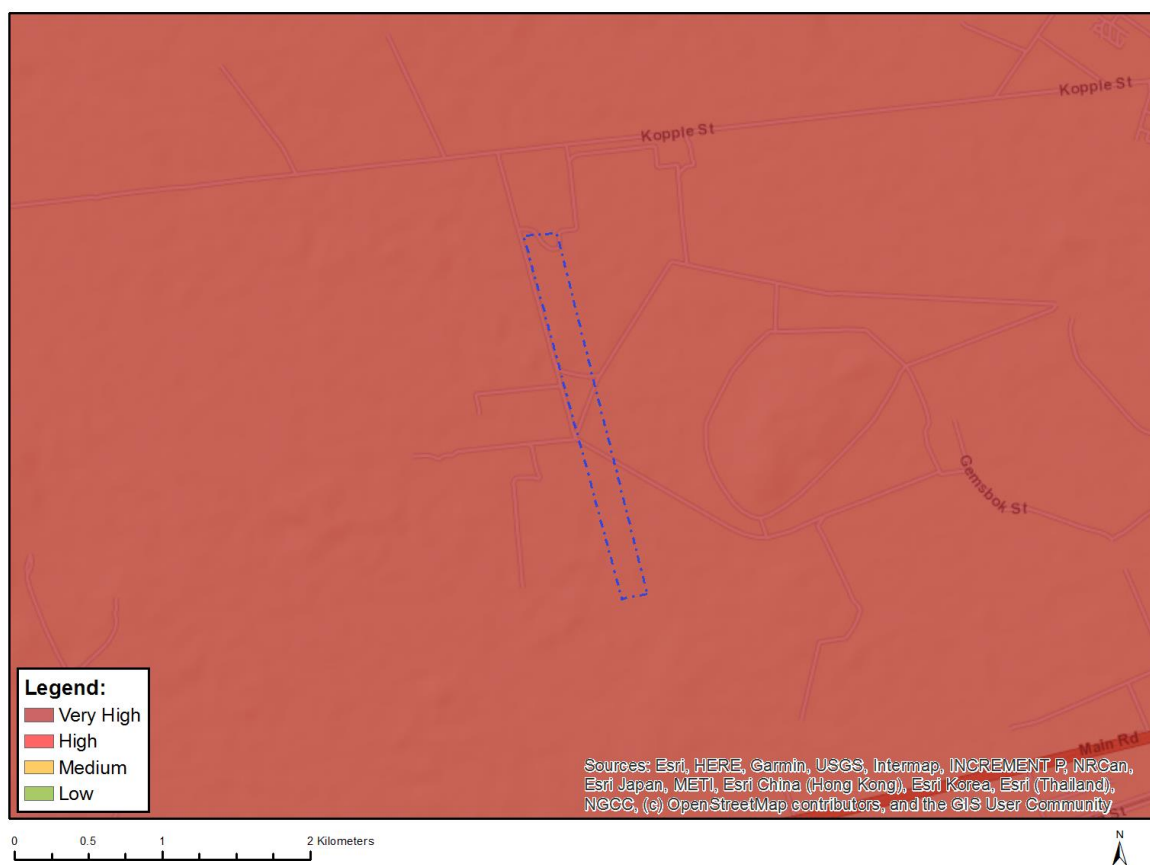 Kopple St
Kopple St
Gemsbok St
Main Rd
Legend:
Very High
High
Medium
Low
Sources: Esri, HERE, Garmin, USGS, Intermap, INCREMENT P, NRCan,
Esri Japan, METI, Esri China (Hong Kong), Esri Korea, Esri (Thailand),
NGCC, (c) OpenStreetMap contributors, and the GIS User Community
St
0 0.5 1 2 Kilometers
N